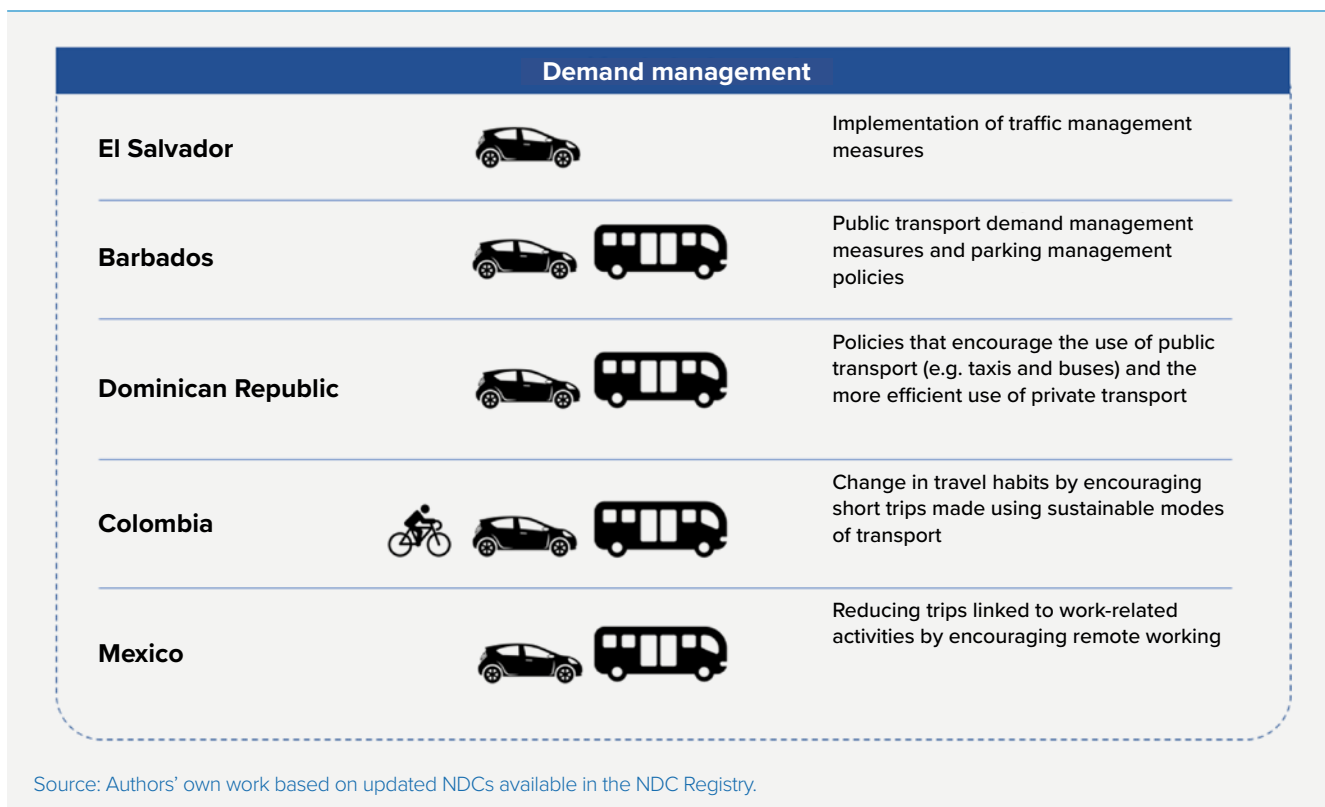 Demand management
El Salvador
Implementation of traffic management
measures
Barbados
Public transport demand management
measures and parking management
policies
Dominican Republic
Policies that encourage the use of public
transport (e.g. taxis and buses) and the
more efficient use of private transport
Colombia
Change in travel habits by encouraging
short trips made using sustainable modes
of transport
Mexico
Reducing trips linked to work-related
activities by encouraging remote working
Source: Authors’ own work based on updated NDCs available in the NDC Registry.